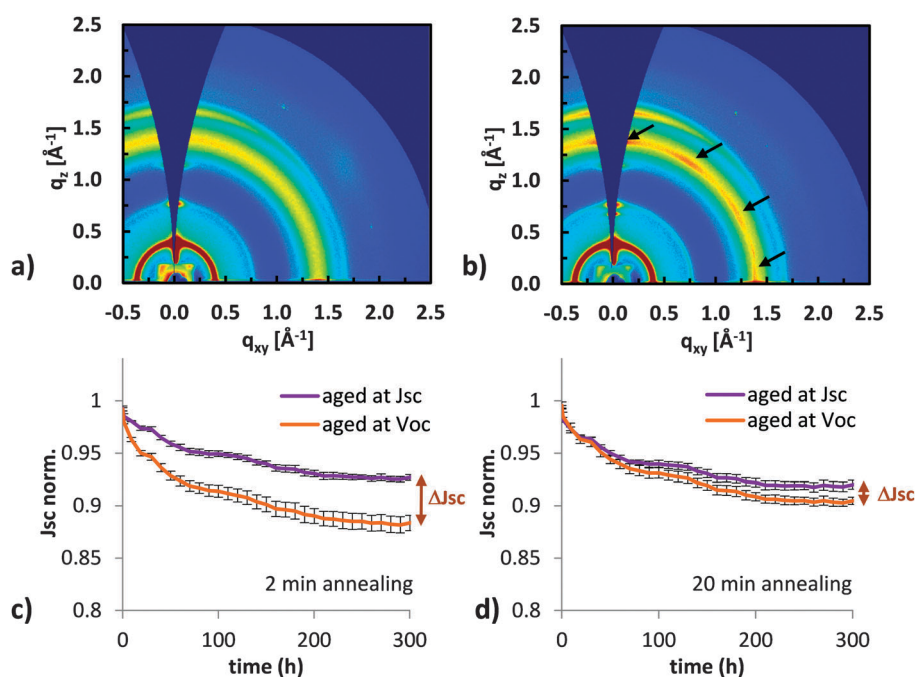 2.5
2.0
1.5
1.0
0.5
0.0
qz [Å-1]
-0.5 0.0 0.5 1.0 1.5 2.0 2.5
qxy [Å-1]
a)
2.5
2.0
1.5
1.0
0.5
0.0
qz [Å-1]
-0.5 0.0 0.5 1.0 1.5 2.0 2.5
qxy [Å-1]
b)
1
0.95
0.9
0.85
0.8
Jsc norm.
aged at Jsc
aged at Voc
ΔJsc
2 min annealing
c)
0 100 200 300
time (h)
1
0.95
0.9
0.85
0.8
Jsc norm.
aged at Jsc
aged at Voc
ΔJsc
20 min annealing
d)
0 100 200 300
time (h)